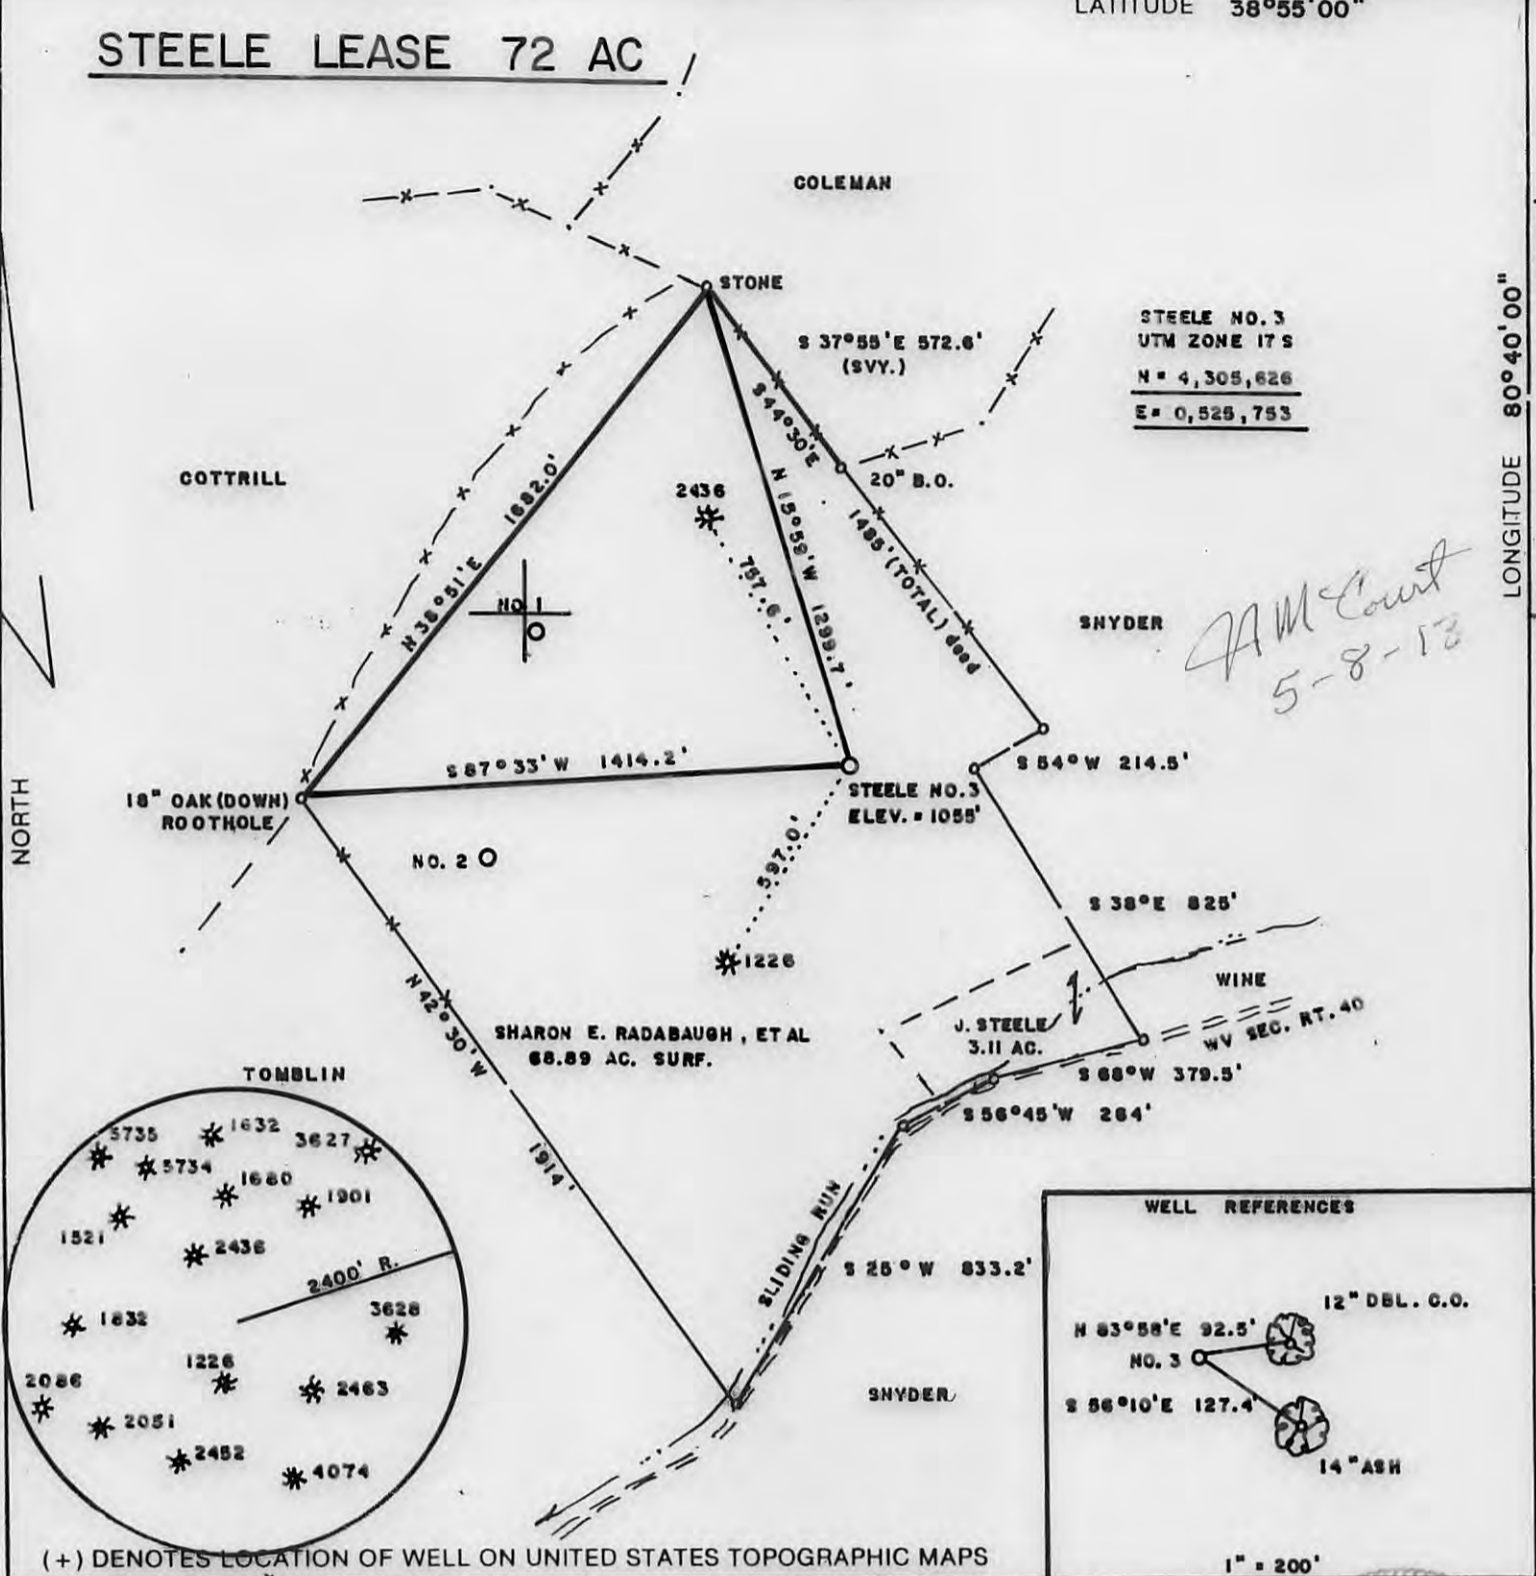 LATITUDE 38°55'00"
STEELE LEASE 72 AC
COLEMAN
STONE
S 37°55'E 572.6'
(SVY.)
STEELE NO. 3
UTM ZONE 17 S
N = 4,305,626
E= 0,525,753
LONGITUDE 80°40'00"
S44°30'E
20" B.O.
COTTRILL
N 38°51'E 1682.0'
2436
757.6'
N 15°59'W 1299.7'
1485' (TOTAL) deed
NO. 1
SNYDER
JA McCourt
5-8-13
NORTH
S 87°33' W 1414.2'
S 54° W 214.5'
18" OAK (DOWN)
ROOTHOLE
STEELE NO. 3
ELEV. = 1055'
NO. 2
597.0'
S 38°E 825'
1226
WINE
N 42°30' W
1914'
SHARON E. RADABAUGH, ET AL
68.89 AC. SURF.
J. STEELE
3.11 AC.
WV SEC. RT. 40
S 68°W 379.5'
S 56°45'W 264'
TOMBLIN
5735
1632
3627
5734
1680
1901
1521
2436
2400' R.
1832
3628
1226
2086
2463
2051
2452
4074
SLIDING RUN
S 25° W 833.2'
SNYDER
WELL REFERENCES
12" DBL. C.O.
N 83°58'E 92.5'
NO. 3
S 56°10'E 127.4'
14" ASH
1" = 200'
(+) DENOTES LOCATION OF WELL ON UNITED STATES TOPOGRAPHIC MAPS